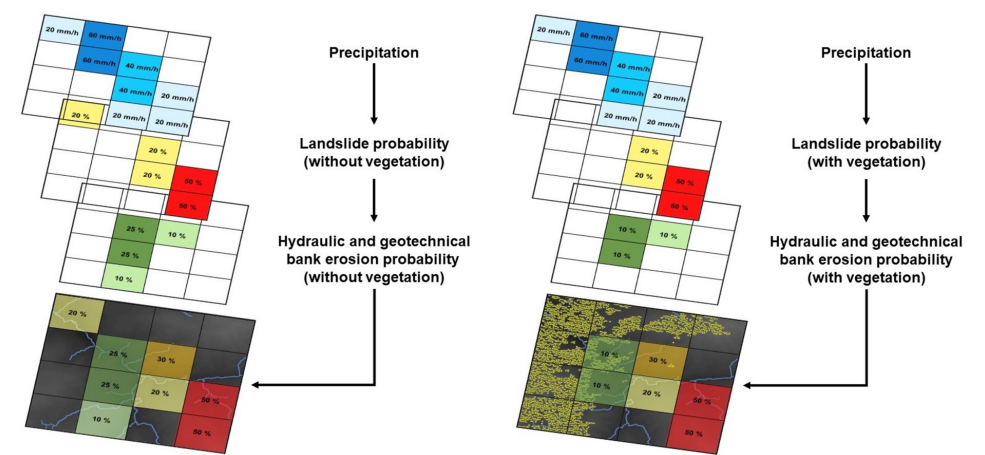 20 mm/h
60 mm/h
60 mm/h
40 mm/h
40 mm/h
20 mm/h
20 mm/h
20 mm/h
20 %
20 %
20 %
50 %
50 %
25 %
10 %
25 %
10 %
20 %
25 %
30 %
25 %
20 %
50 %
10 %
50 %
Precipitation
Landslide probability
(without vegetation)
Hydraulic and geotechnical
bank erosion probability
(without vegetation)
20 mm/h
60 mm/h
60 mm/h
40 mm/h
40 mm/h
20 mm/h
20 mm/h
20 mm/h
20 %
20 %
50 %
50 %
10 %
10 %
10 %
10 %
30 %
10 %
20 %
50 %
50 %
Precipitation
Landslide probability
(with vegetation)
Hydraulic and geotechnical
bank erosion probability
(with vegetation)